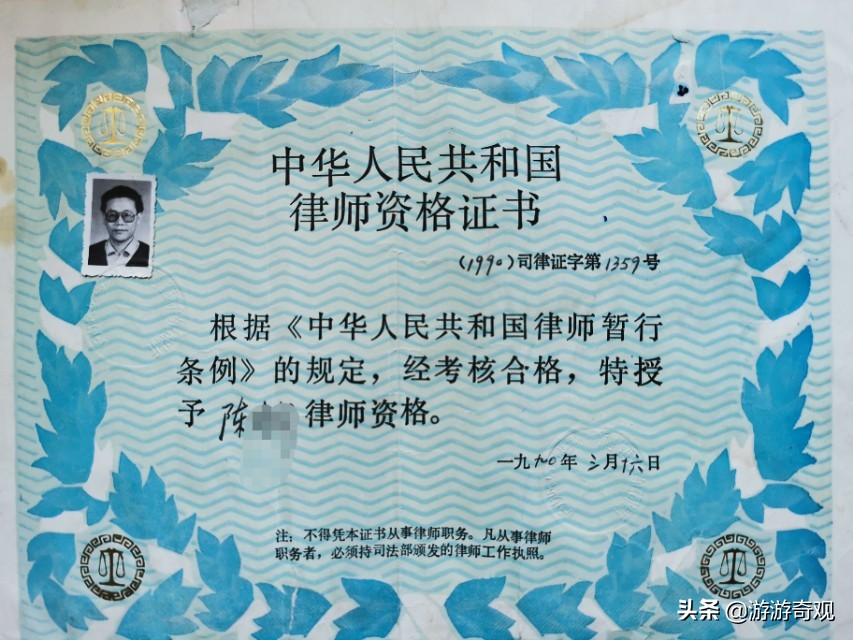 中华人民共和国
律师资格证书
(1990)司律证字第1359号
根据《中华人民共和国律师暂行
条例》的规定，经考核合格，特授
予陈 律师资格。
一九九〇年三月十六日
注：不得凭本证书从事律师职务。凡从事律师
职务者，必须持司法部颁发的律师工作执照。
头条@游游奇观